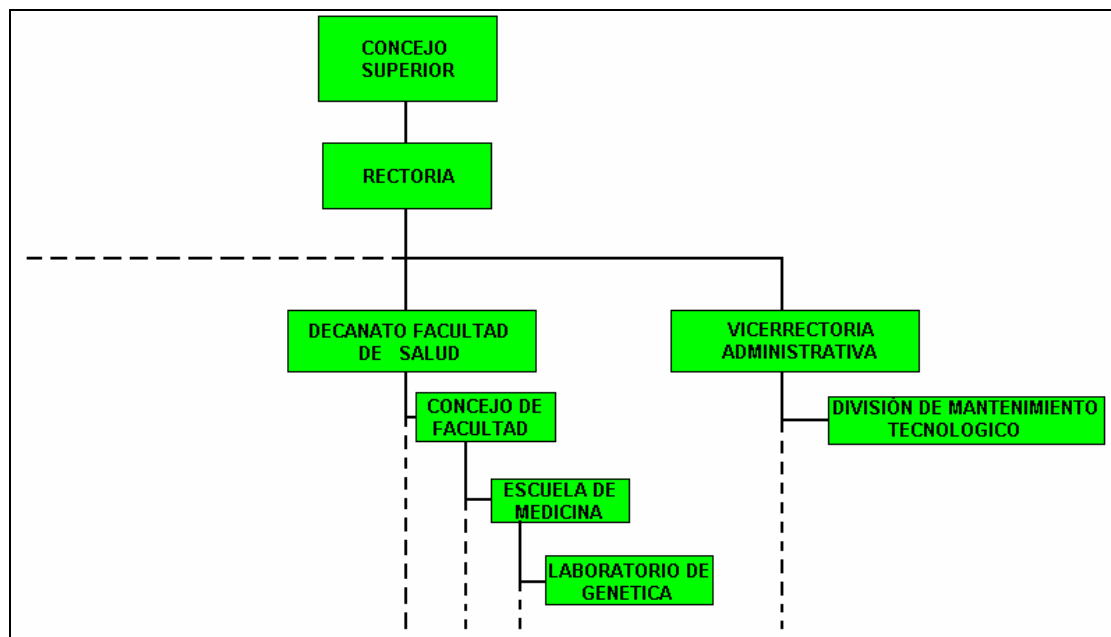 CONCEJO
SUPERIOR
RECTORIA
DECANATO FACULTAD
DE SALUD
VICERRECTORIA
ADMINISTRATIVA
CONCEJO DE
FACULTAD
DIVISIÓN DE MANTENIMIENTO
TECNOLOGICO
ESCUELA DE
MEDICINA
LABORATORIO DE
GENETICA